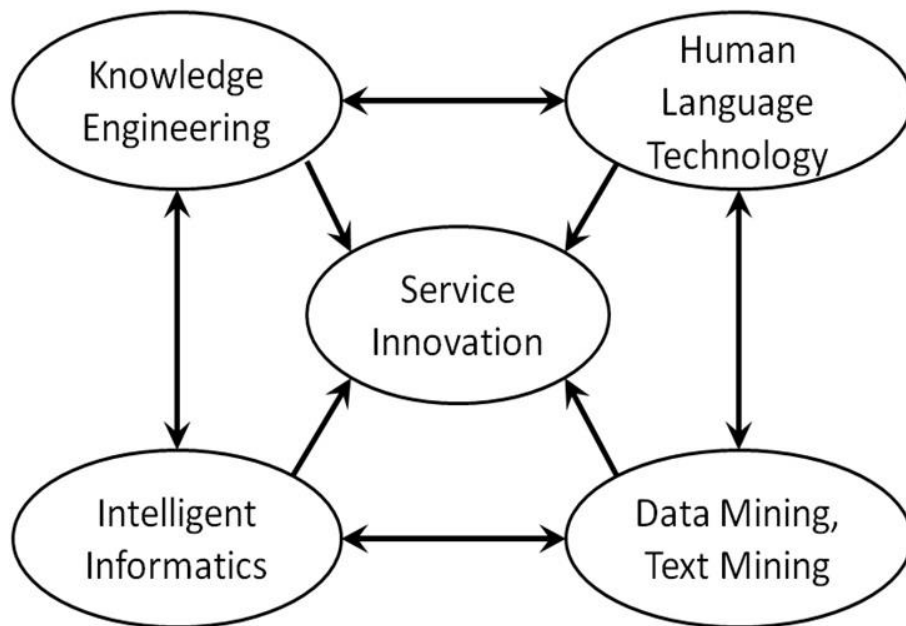 Knowledge
Engineering
Human
Language
Technology
Service
Innovation
Intelligent
Informatics
Data Mining,
Text Mining